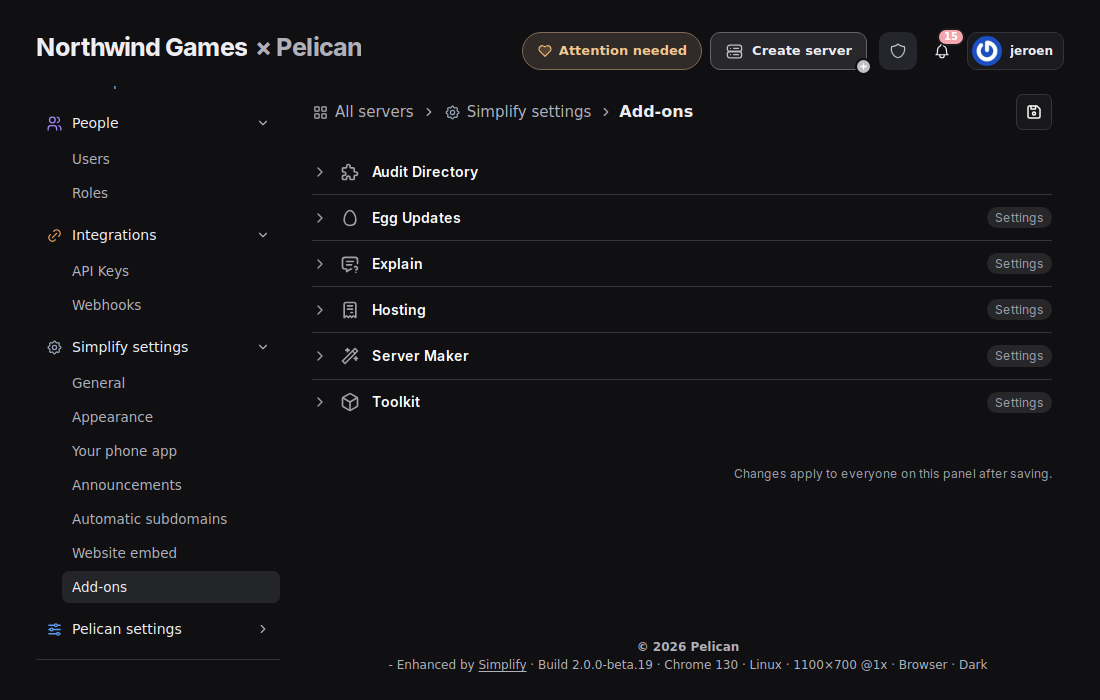 Northwind Games × Pelican
Attention needed
Create server
15
jeroen
People
Users
Roles
Integrations
API Keys
Webhooks
Simplify settings
General
Appearance
Your phone app
Announcements
Automatic subdomains
Website embed
Add-ons
Pelican settings
All servers > Simplify settings > Add-ons
Audit Directory
Egg Updates Settings
Explain Settings
Hosting Settings
Server Maker Settings
Toolkit Settings
Changes apply to everyone on this panel after saving.
© 2026 Pelican
- Enhanced by Simplify · Build 2.0.0-beta.19 · Chrome 130 · Linux · 1100×700 @1x · Browser · Dark